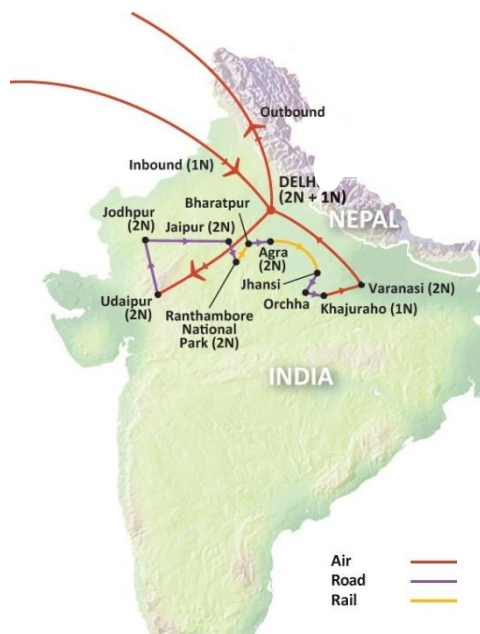 Outbound
Inbound (1N)
DELH
(2N + 1N)
NEPAL
Jodhpur
(2N)
Bharatpur
Jaipur (2N)
Agra
(2N)
Jhansi
Varanasi (2N)
Orchha
Khajuraho (1N)
Udaipur
(2N)
Ranthambore
National
Park (2N)
INDIA
Air
Road
Rail